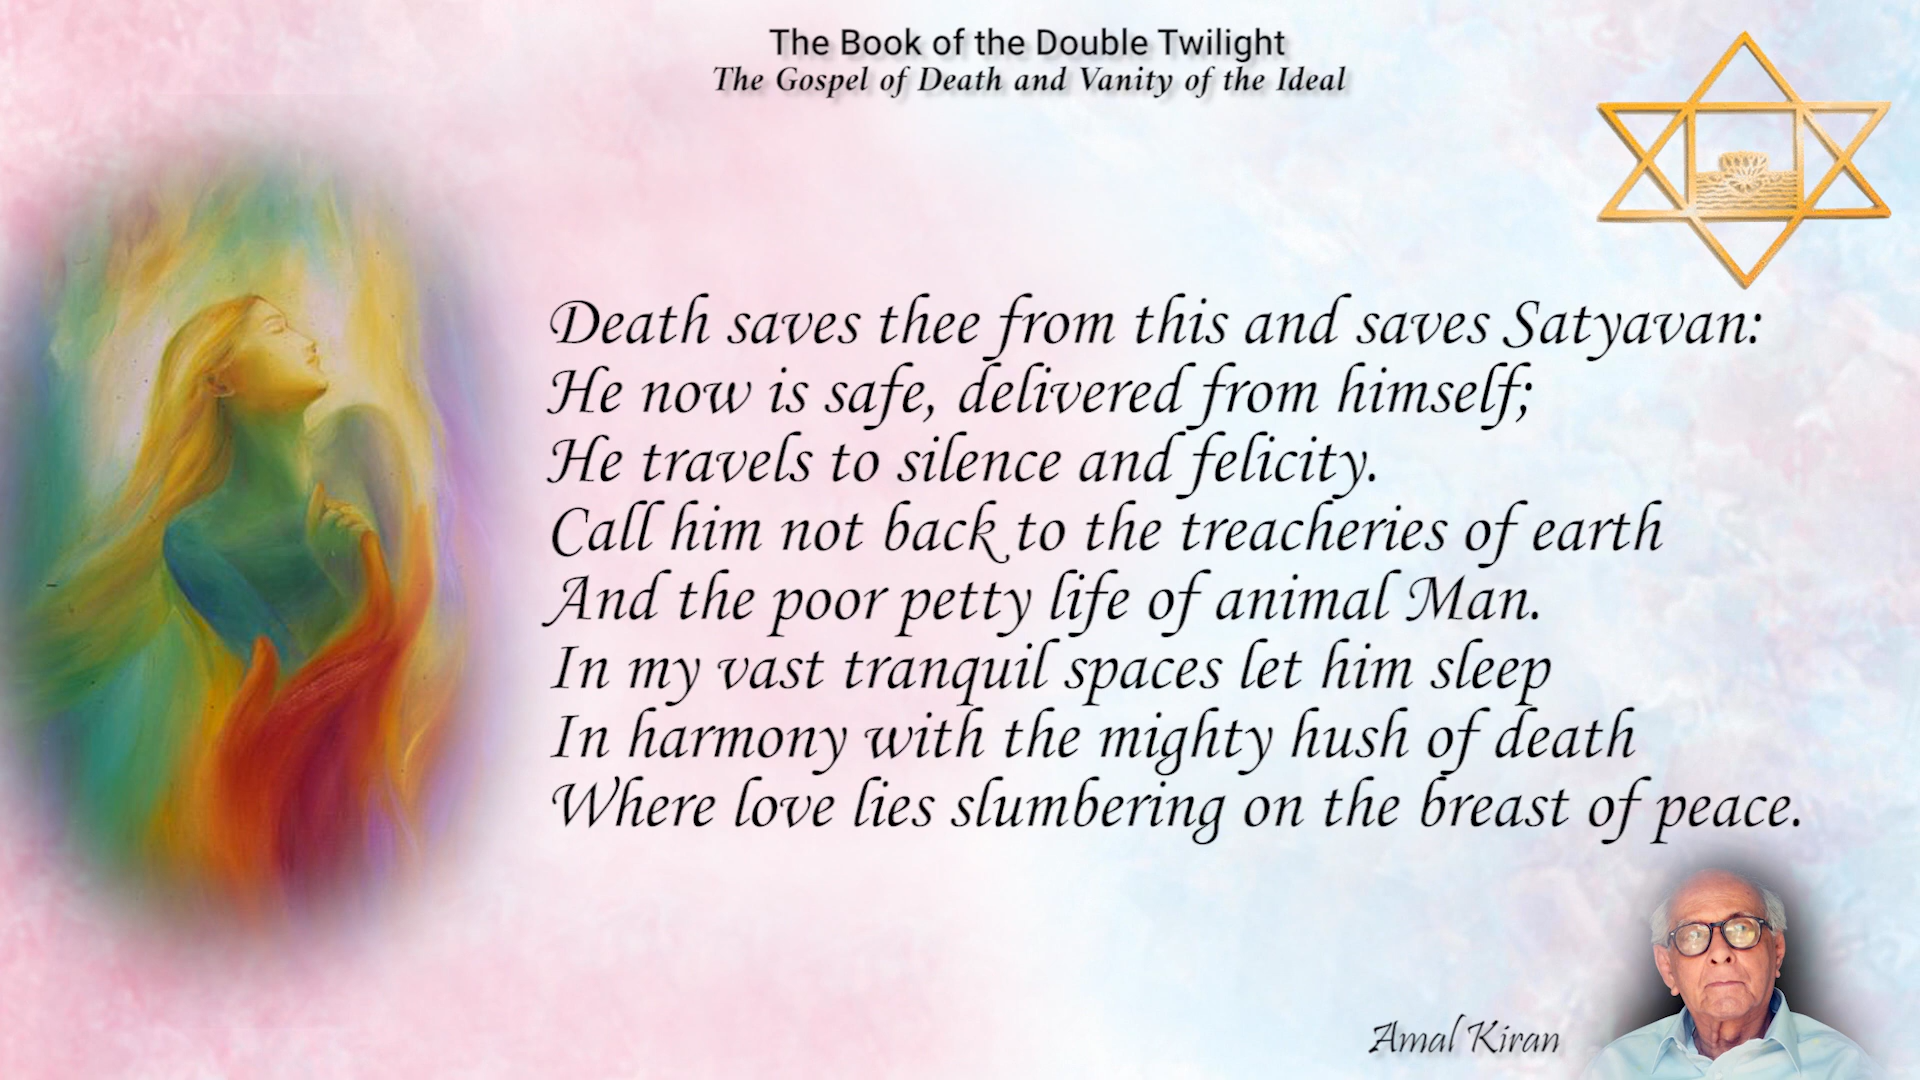 The Book of the Double Twilight
The Gospel of Death and Vanity of the Ideal
Death saves thee from this and saves Satyavan:
He now is safe, delivered from himself;
He travels to silence and felicity.
Call him not back to the treacheries of earth
And the poor petty life of animal Man.
In my vast tranquil spaces let him sleep
In harmony with the mighty hush of death
Where love lies slumbering on the breast of peace.
Amal Kiran